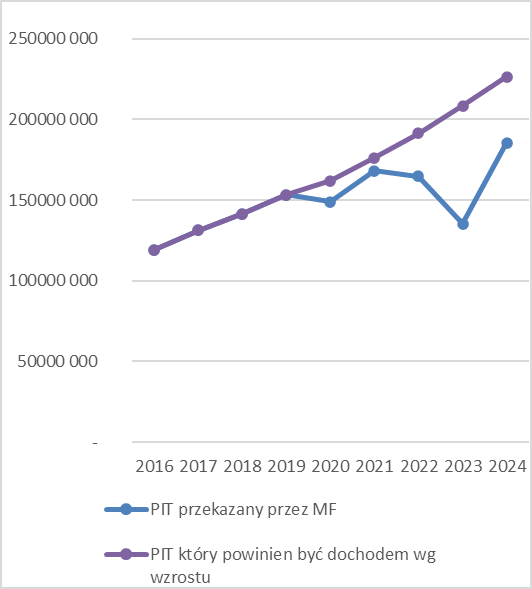 250000 000
200000 000
150000 000
100000 000
50000 000
-
2016 2017 2018 2019 2020 2021 2022 2023 2024
PIT przekazany przez MF
PIT który powinien być dochodem wg
wzrostu